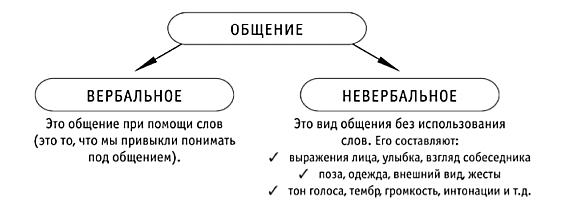 ОБЩЕНИЕ
ВЕРБАЛЬНОЕ
Это общение при помощи слов
(это то, что мы привыкли понимать
под общением).
НЕВЕРБАЛЬНОЕ
Это вид общения без использования
слов. Его составляют:
✓ выражения лица, улыбка, взгляд собеседника
✓ поза, одежда, внешний вид, жесты
✓ тон голоса, тембр, громкость, интонации и т.д.